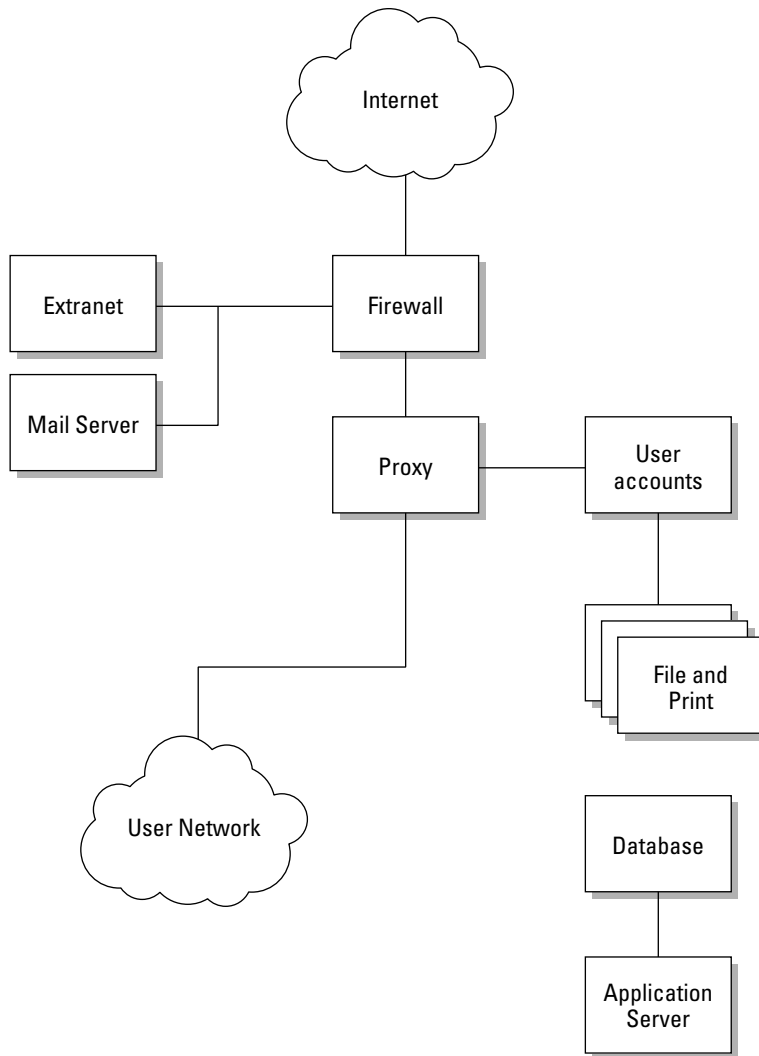 Internet
Extranet
Firewall
Mail Server
Proxy
User
accounts
File and
Print
User Network
Database
Application
Server